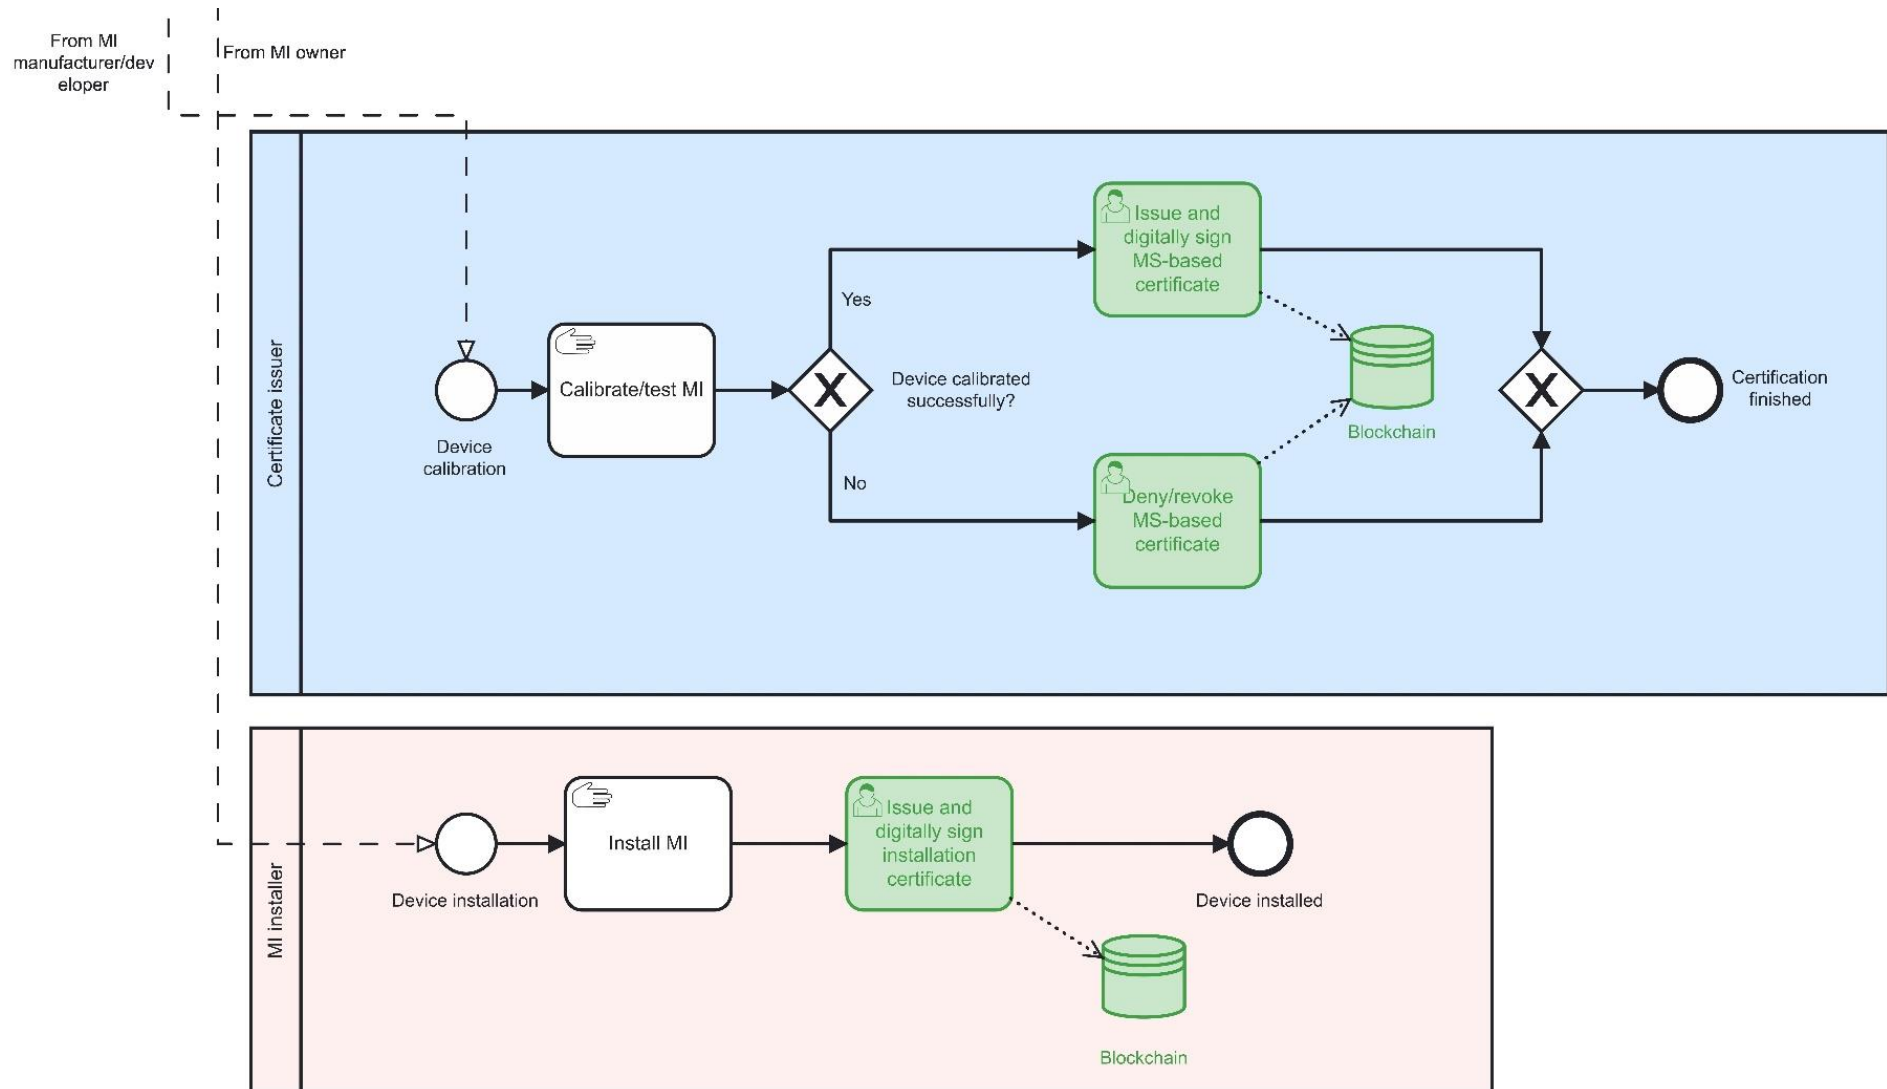 From MI
manufacturer/dev
eloper
From MI owner
Certificate issuer
Device
calibration
Calibrate/test MI
Yes
No
Device calibrated
successfully?
Issue and
digitally sign
MS-based
certificate
Blockchain
Deny/revoke
MS-based
certificate
Certification
finished
MI installer
Device installation
Install MI
Issue and
digitally sign
installation
certificate
Device installed
Blockchain